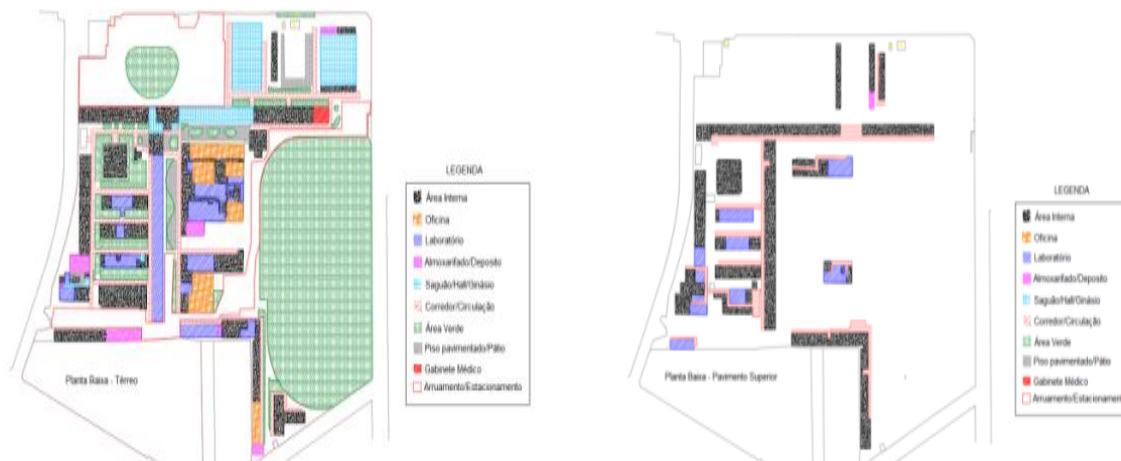 LEGENDA
Área Interna
Oficina
Laboratório
Almoxarifado/Deposito
Saguão/Hall/Ginásio
Corredor/Circulação
Área Verde
Piso pavimentado/Pátio
Gabinete Médico
Arruamento/Estacionamento
Planta Baixa - Térreo
LEGENDA
Área Interna
Oficina
Laboratório
Almoxarifado/Deposito
Saguão/Hall/Ginásio
Corredor/Circulação
Área Verde
Piso pavimentado/Pátio
Gabinete Médico
Arruamento/Estacionamen
Planta Baixa - Pavimento Superior